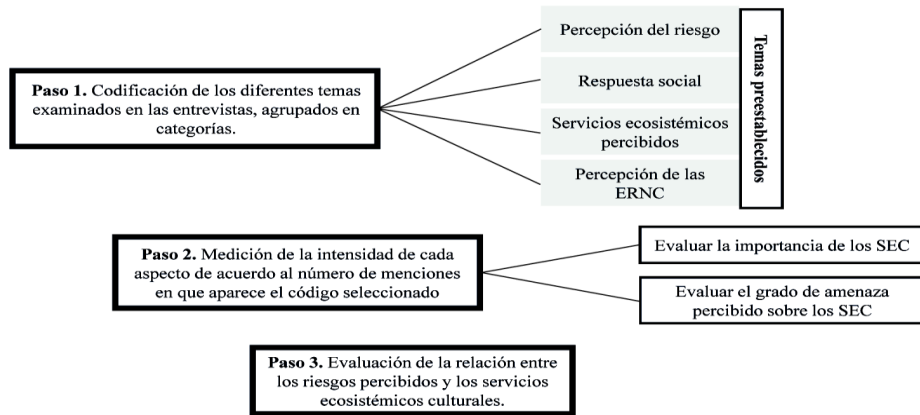 Paso 1. Codificación de los diferentes temas
examinados en las entrevistas, agrupados en
categorías.
Percepción del riesgo
Respuesta social
Servicios ecosistémicos
percibidos
Percepción de las
ERNC
Temas preestablecidos
Paso 2. Medición de la intensidad de cada
aspecto de acuerdo al número de menciones
en que aparece el código seleccionado
Evaluar la importancia de los SEC
Evaluar el grado de amenaza
percibido sobre los SEC
Paso 3. Evaluación de la relación entre
los riesgos percibidos y los servicios
ecosistémicos culturales.